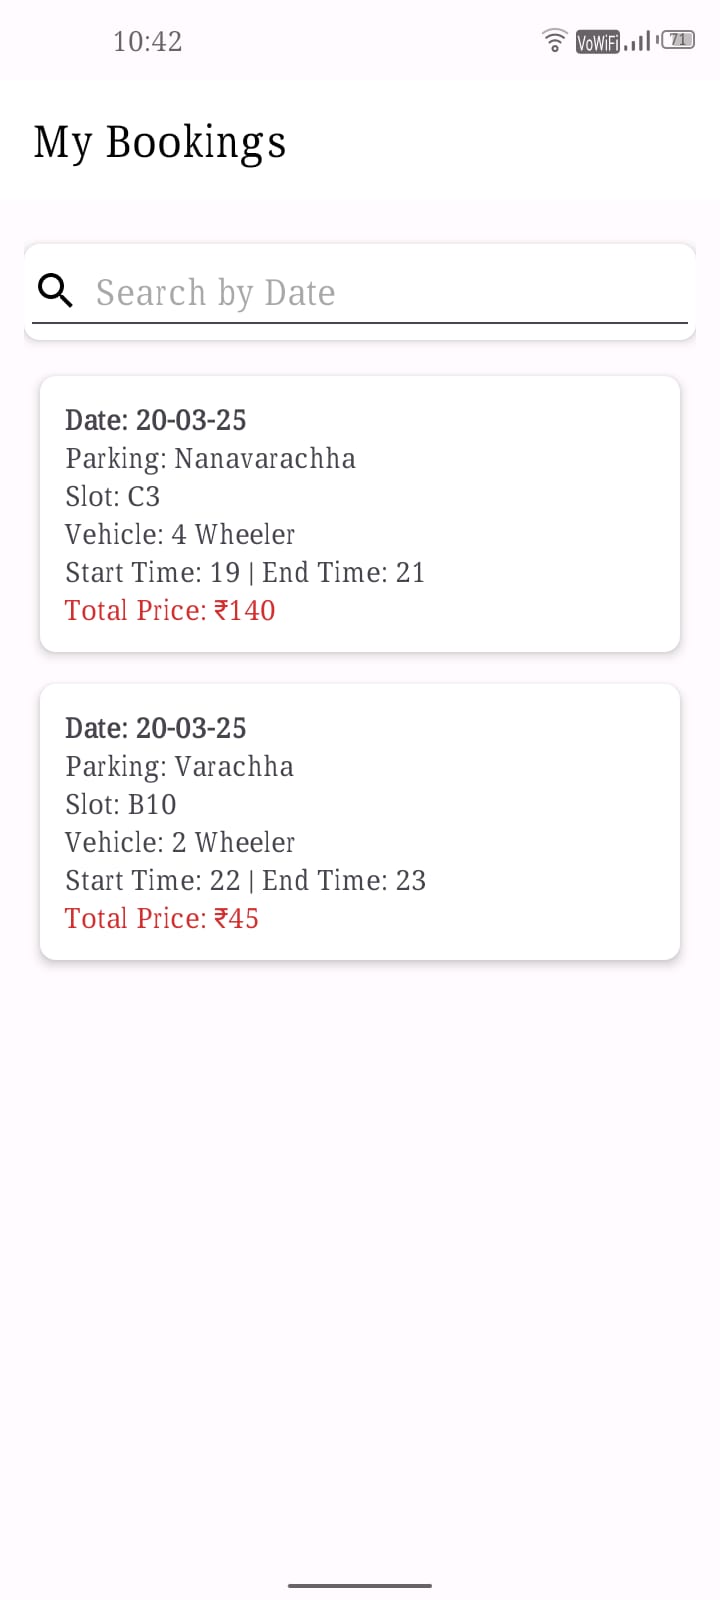 10:42
VoWiFi
71
My Bookings
Search by Date
Date: 20-03-25
Parking: Nanavarachha
Slot: C3
Vehicle: 4 Wheeler
Start Time: 19 | End Time: 21
Total Price: ₹140
Date: 20-03-25
Parking: Varachha
Slot: B10
Vehicle: 2 Wheeler
Start Time: 22 | End Time: 23
Total Price: ₹45